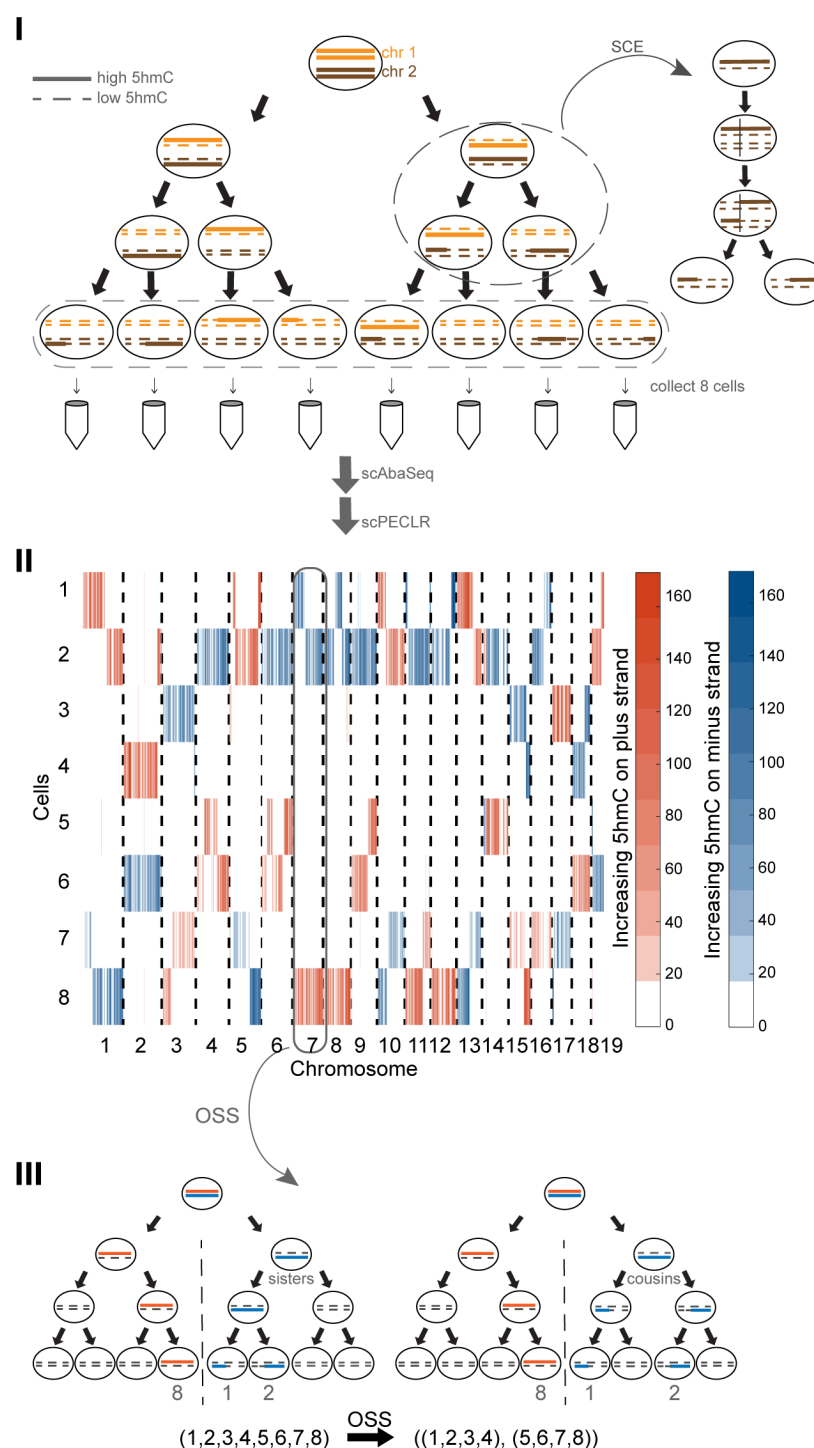 I
chr 1
chr 2
high 5hmC
low 5hmC
SCE
collect 8 cells
scAbaSeq
scPECLR
II
Cells
1
2
3
4
5
6
7
8
1 2 3 4 5 6 7 8 9 10 11 12 13 14 15 16 17 18 19
Chromosome
Increasing 5hmC on plus strand
160
140
120
100
80
60
40
20
0
Increasing 5hmC on minus strand
160
140
120
100
80
60
40
20
0
OSS
III
sisters
cousins
8 1 2
8 1 2
(1,2,3,4,5,6,7,8) OSS ((1,2,3,4), (5,6,7,8))